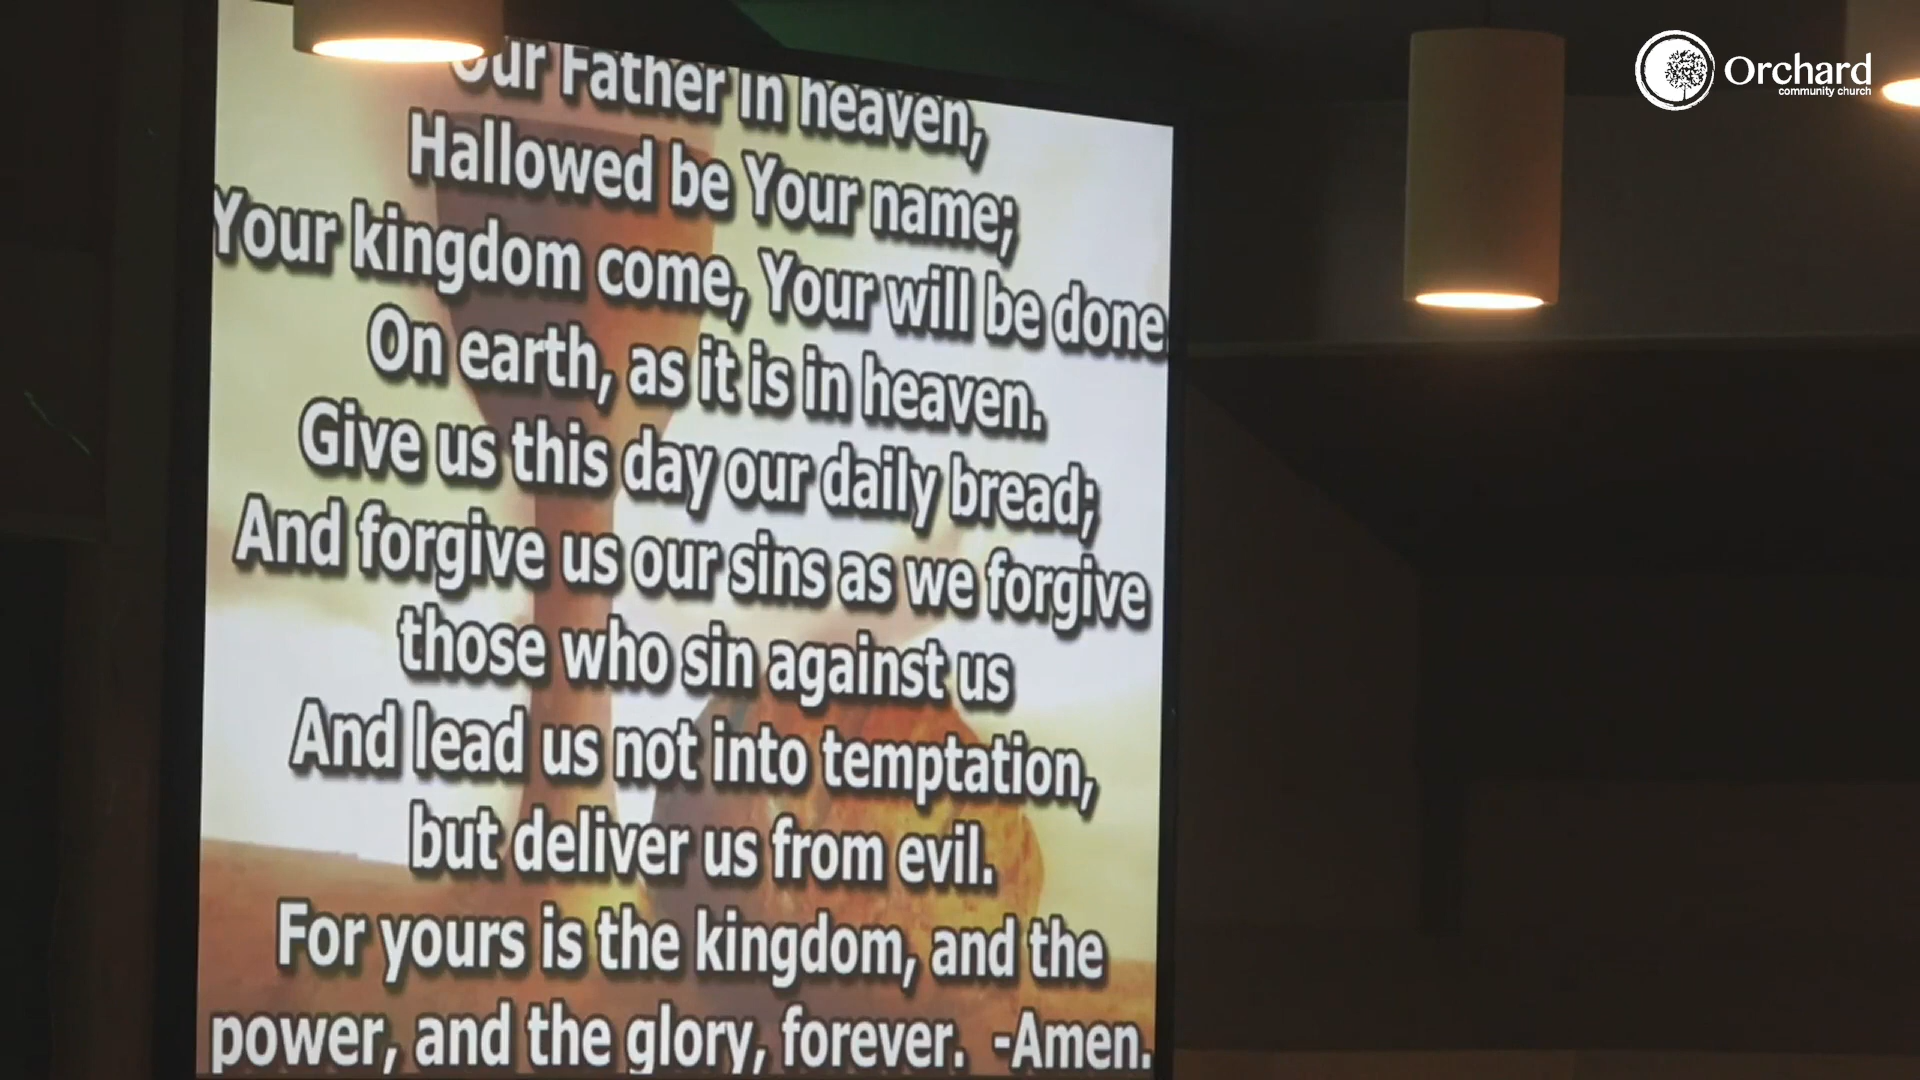 Our Father in heaven,
Hallowed be Your name;
Your kingdom come, Your will be done
On earth, as it is in heaven.
Give us this day our daily bread;
And forgive us our sins as we forgive
those who sin against us
And lead us not into temptation,
but deliver us from evil.
For yours is the kingdom, and the
power, and the glory, forever. -Amen.
Orchard
community church